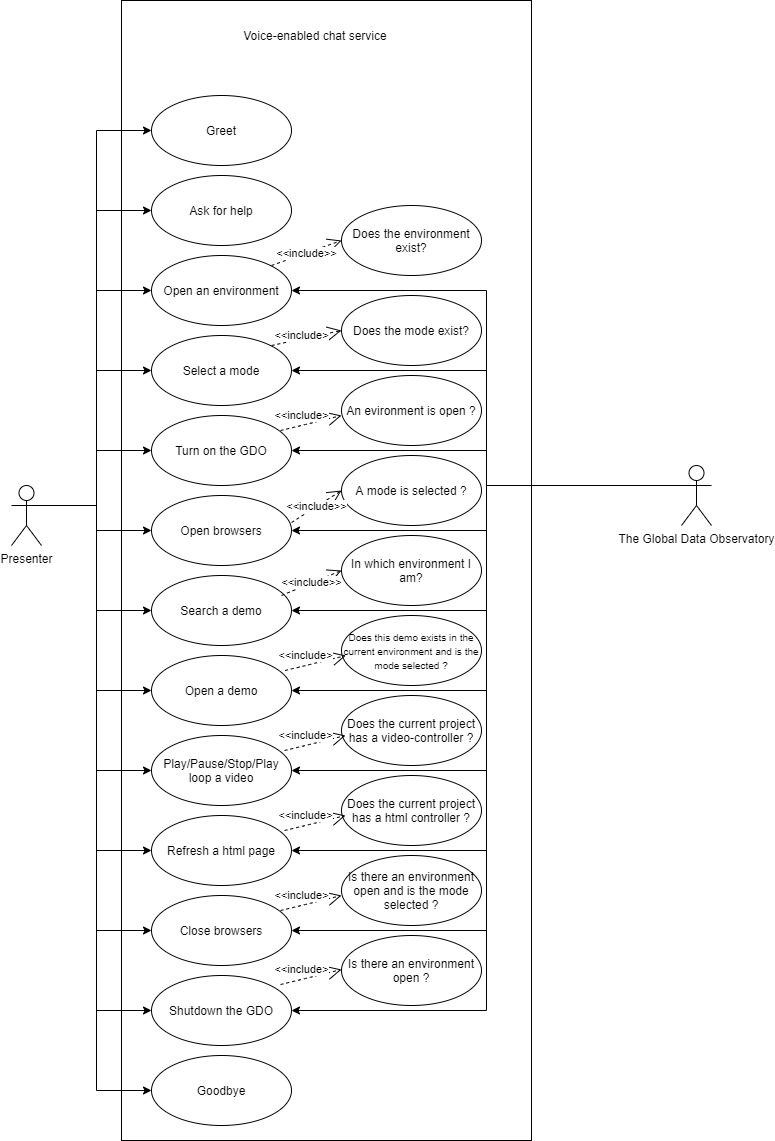 Voice-enabled chat service
Greet
Ask for help
Does the environment
exist?
<<include>>
Open an environment
Does the mode exist?
<<include>>
Select a mode
An evironment is open ?
<<include>>
Turn on the GDO
A mode is selected ?
<<include>>
Open browsers
Presenter
The Global Data Observatory
In which environment I
am?
<<include>>
Search a demo
Does this demo exists in the
current environment and is the
mode selected ?
<<include>>
Open a demo
Does the current project
has a video-controller ?
<<include>>
Play/Pause/Stop/Play
loop a video
Does the current project
has a html controller ?
<<include>>
Refresh a html page
Is there an environment
open and is the mode
selected ?
<<include>>
Close browsers
Is there an environment
open ?
<<include>>
Shutdown the GDO
Goodbye